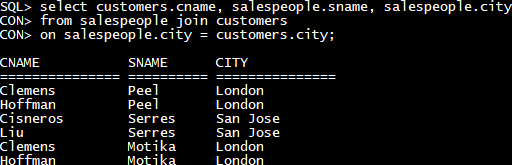 SQL> select customers.cname, salespeople.sname, salespeople.city
CON> from salespeople join customers
CON> on salespeople.city = customers.city;
CNAME SNAME CITY
=============== ========== ===============
Clemens Peel London
Hoffman Peel London
Cisneros Serres San Jose
Liu Serres San Jose
Clemens Motika London
Hoffman Motika London